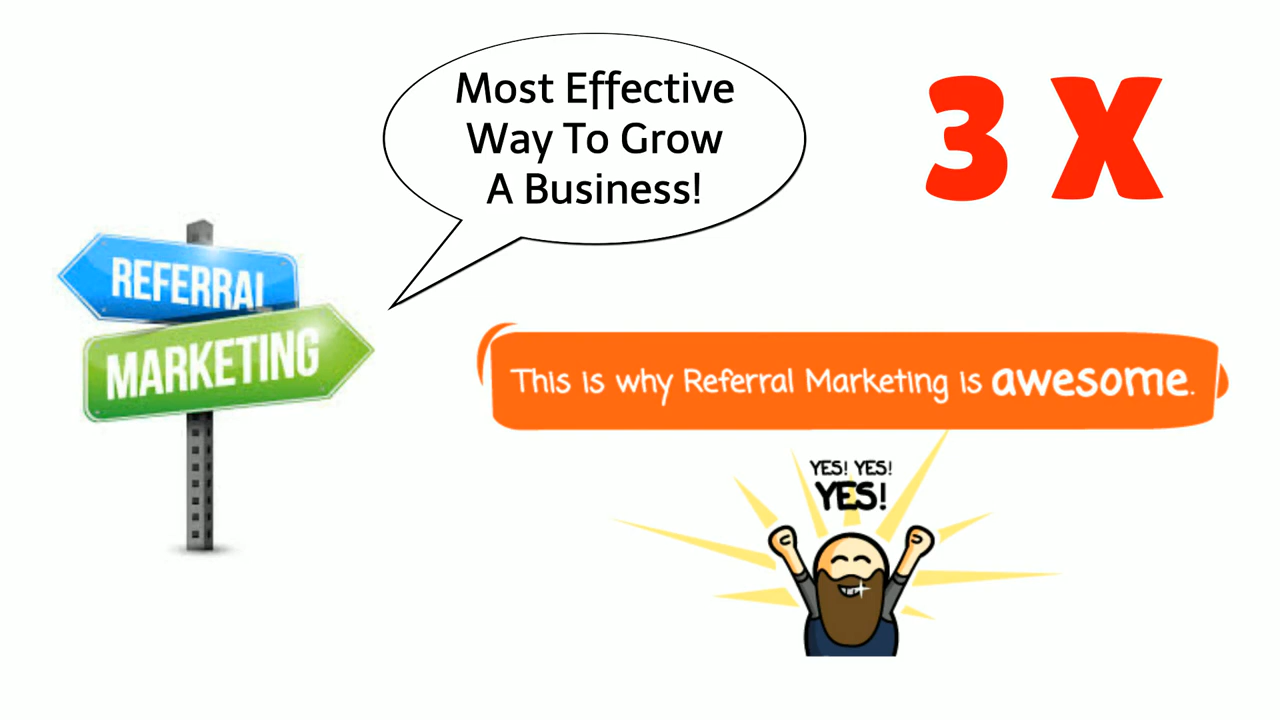 Most Effective
Way To Grow
A Business!
3 X
REFERRAL
MARKETING
This is why Referral Marketing is awesome.
YES! YES!
YES!